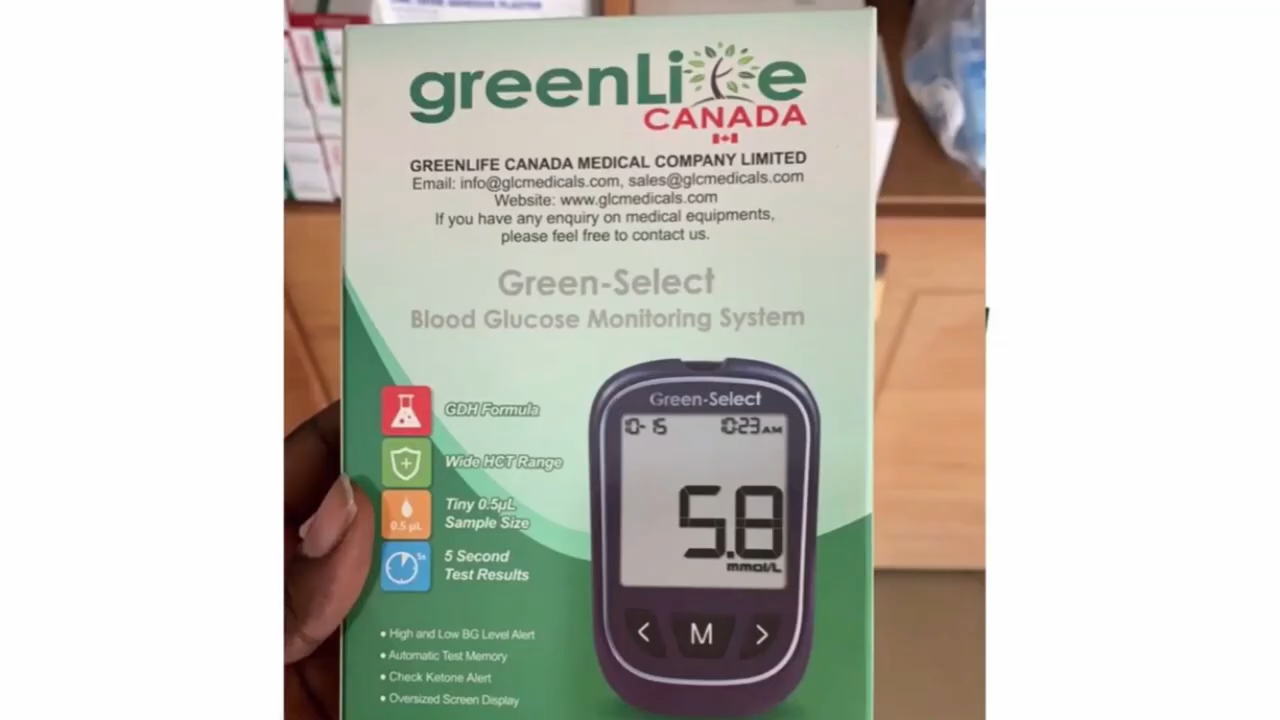 greenLife
CANADA
GREENLIFE CANADA MEDICAL COMPANY LIMITED
Email: info@glcmedicals.com, sales@glcmedicals.com
Website: www.glcmedicals.com
If you have any enquiry on medical equipments,
please feel free to contact us.
Green-Select
Blood Glucose Monitoring System
GDH Formula
Wide HCT Range
0.5 µL
Tiny 0.5µL
Sample Size
5s
5 Second
Test Results
• High and Low BG Level Alert
• Automatic Test Memory
• Check Ketone Alert
• Oversized Screen Display
Green-Select
10-15 10:23AM
5.8
mmol/L
< M >